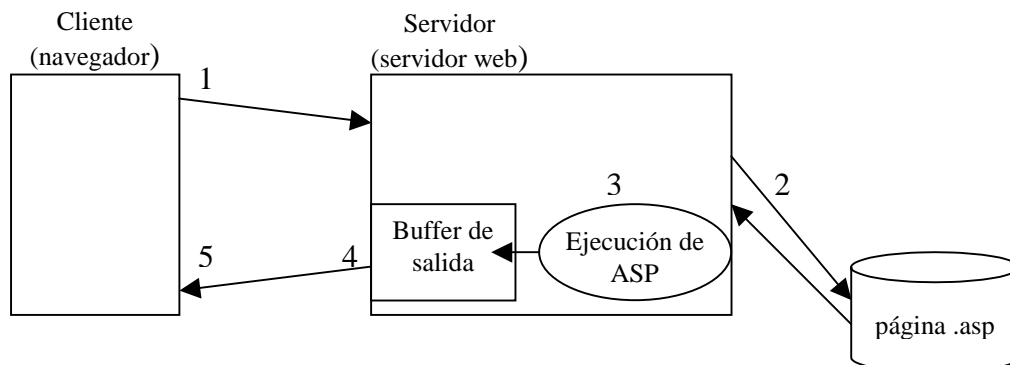 Cliente
(navegador)
Servidor
(servidor web)
1
2
3
Buffer de
salida
Ejecución de
ASP
5
4
página .asp